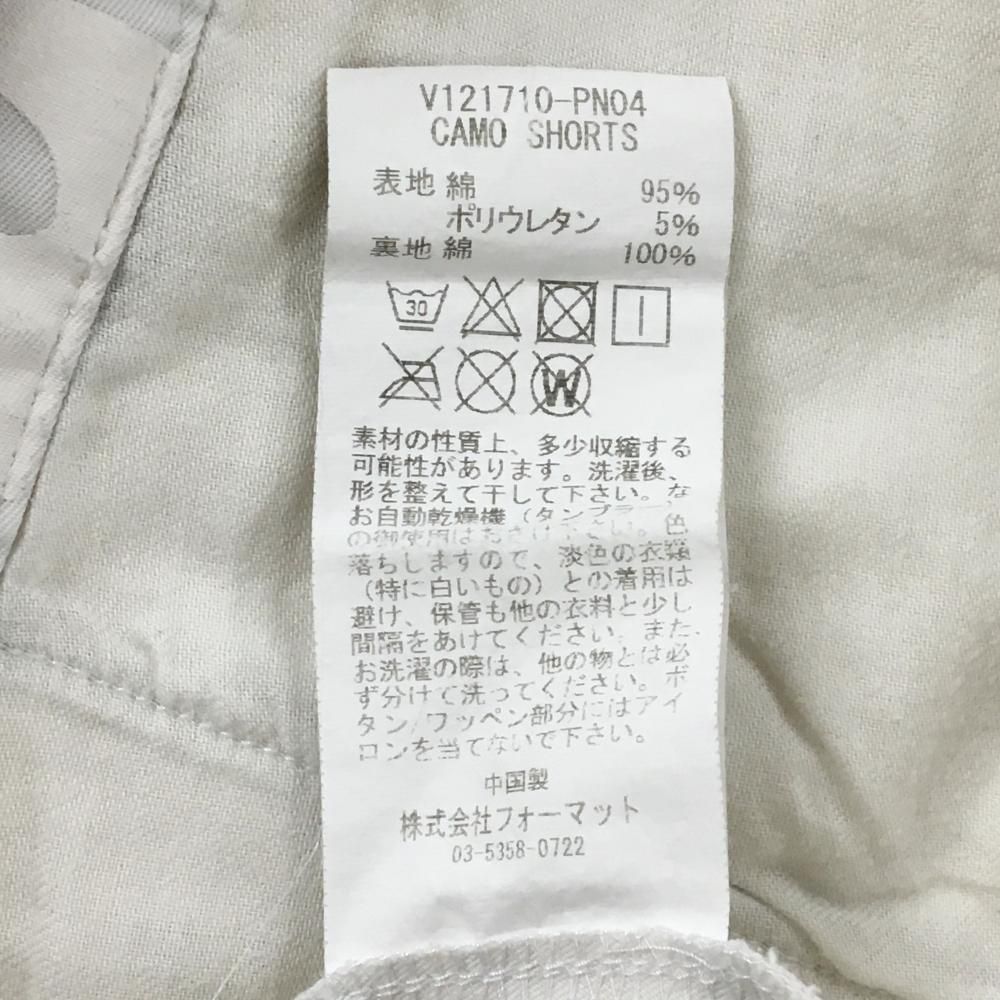 V121710-PN04
CAMO SHORTS
表地 綿 95%
ポリウレタン 5%
裏地 綿 100%
30
W
素材の性質上、多少収縮する
可能性があります。洗濯後、
形を整えて干して下さい。な
お自動乾燥機（タンブラー）
の御使用はおさけ下さい。色
落ちしますので、淡色の衣類
（特に白いもの）との着用は
避け、保管も他の衣料と少し
間隔をあけてください。また、
お洗濯の際は、他の物とは必
ず分けて洗ってください。ボ
タン/ワッペン部分にはアイ
ロンを当てないで下さい。
中国製
株式会社フォーマット
03-5358-0722